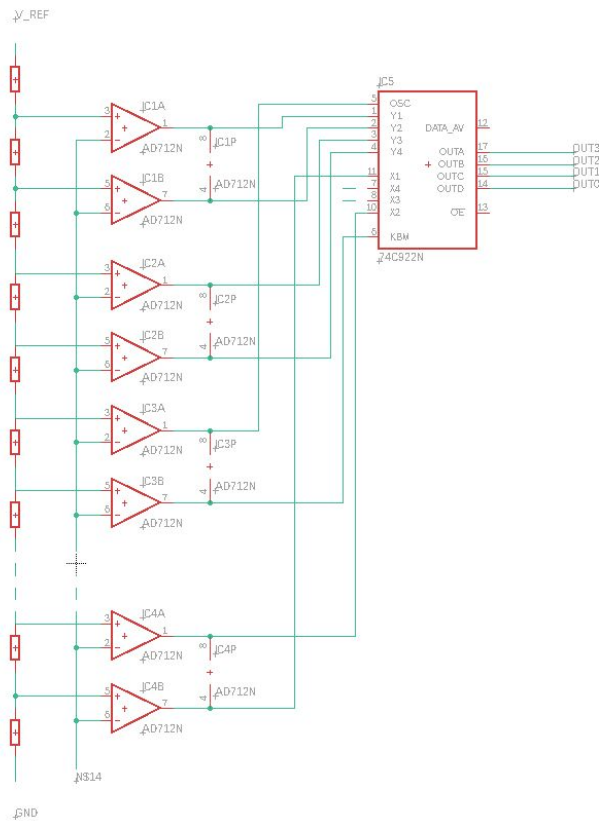 V_REF
IC1A
3
2
1
AD712N
IC1P
8
4
AD712N
IC1B
5
6
7
AD712N
IC2A
3
2
1
AD712N
IC2P
8
4
AD712N
IC2B
5
6
7
AD712N
IC3A
3
2
1
AD712N
IC3P
8
4
AD712N
IC3B
5
6
7
AD712N
IC4A
3
2
1
AD712N
IC4P
8
4
AD712N
IC4B
5
6
7
AD712N
N$14
GND
IC5
5 OSC
1 Y1
2 Y2 DATA_AV 12
3 Y3
4 Y4 OUTA 17 OUT3
OUTB 16 OUT2
11 X1 OUTC 15 OUT1
7 X4 OUTD 14 OUT0
8 X3
10 X2 OE 13
6 KBM
74C922N